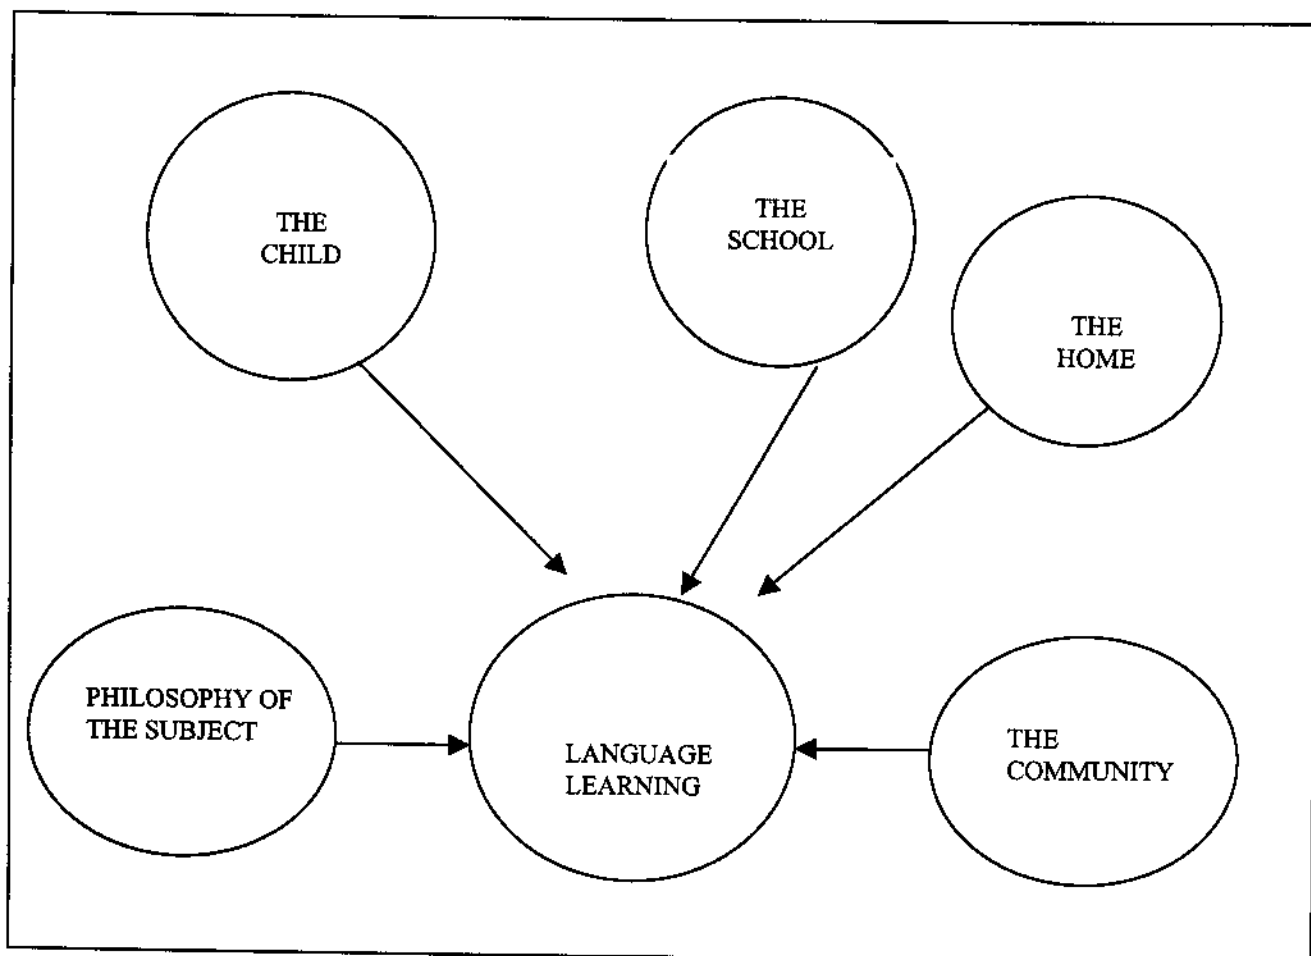 THE
CHILD
THE
SCHOOL
THE
HOME
PHILOSOPHY OF
THE SUBJECT
LANGUAGE
LEARNING
THE
COMMUNITY